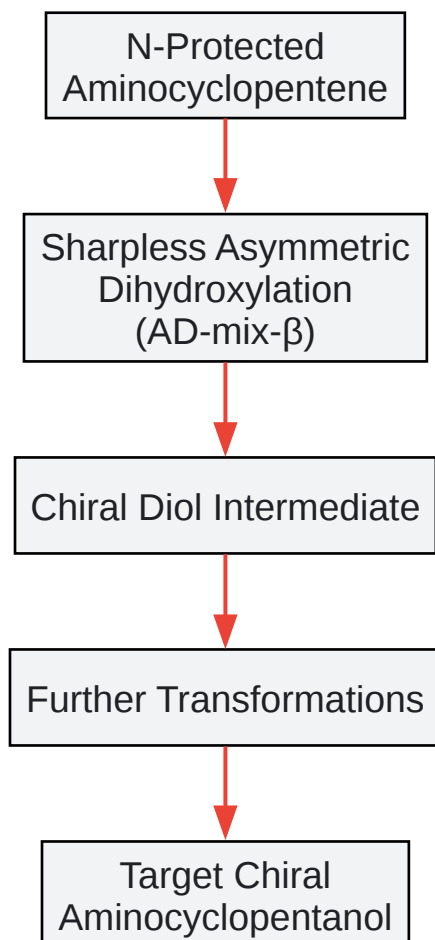 N-Protected
Aminocyclopentene
Sharpless Asymmetric
Dihydroxylation
(AD-mix-β)
Chiral Diol Intermediate
Further Transformations
Target Chiral
Aminocyclopentanol